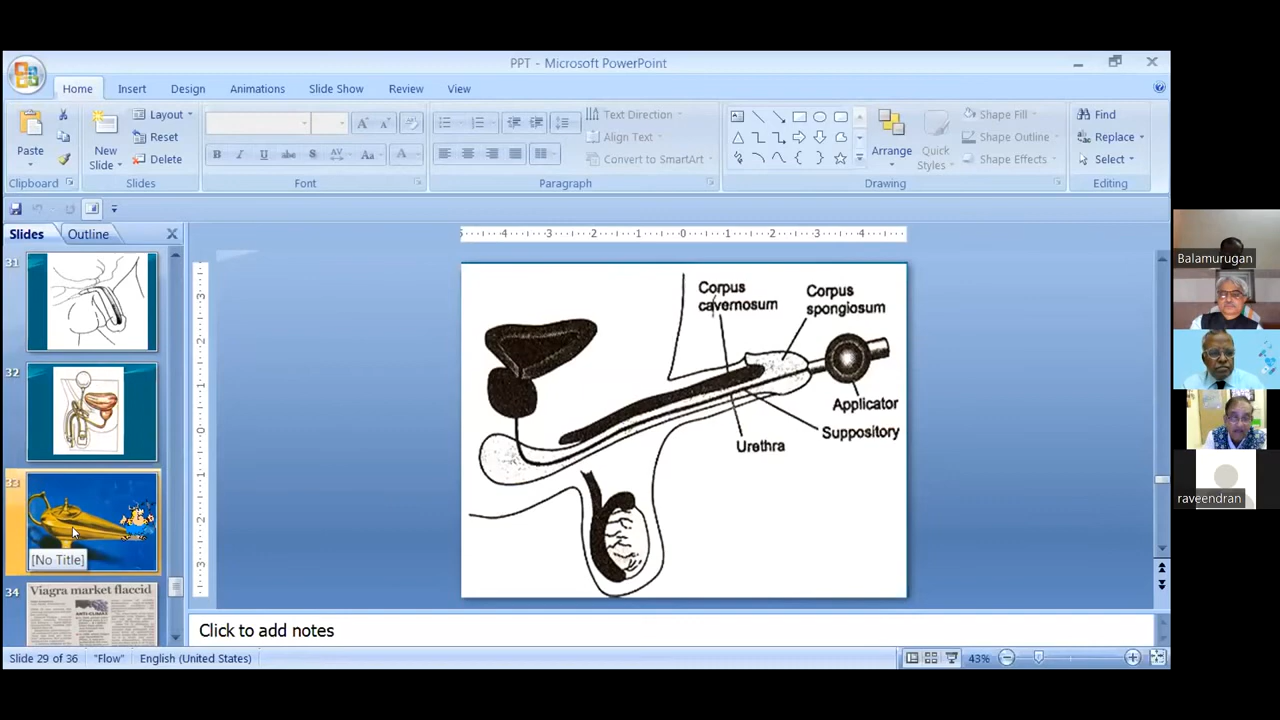 PPT - Microsoft PowerPoint
Home Insert Design Animations Slide Show Review View
Paste
Clipboard
New
Slide
Layout
Reset
Delete
Slides
Font
Text Direction
Align Text
Convert to SmartArt
Paragraph
Arrange
Quick
Styles
Shape Fill
Shape Outline
Shape Effects
Drawing
Find
Replace
Select
Editing
Slides Outline
31
32
33
[No Title]
34
Viagra market flaccid
Corpus
cavernosum
Corpus
spongiosum
Applicator
Suppository
Urethra
Click to add notes
Slide 29 of 36 "Flow" English (United States) 43%
Balamurugan
raveendran